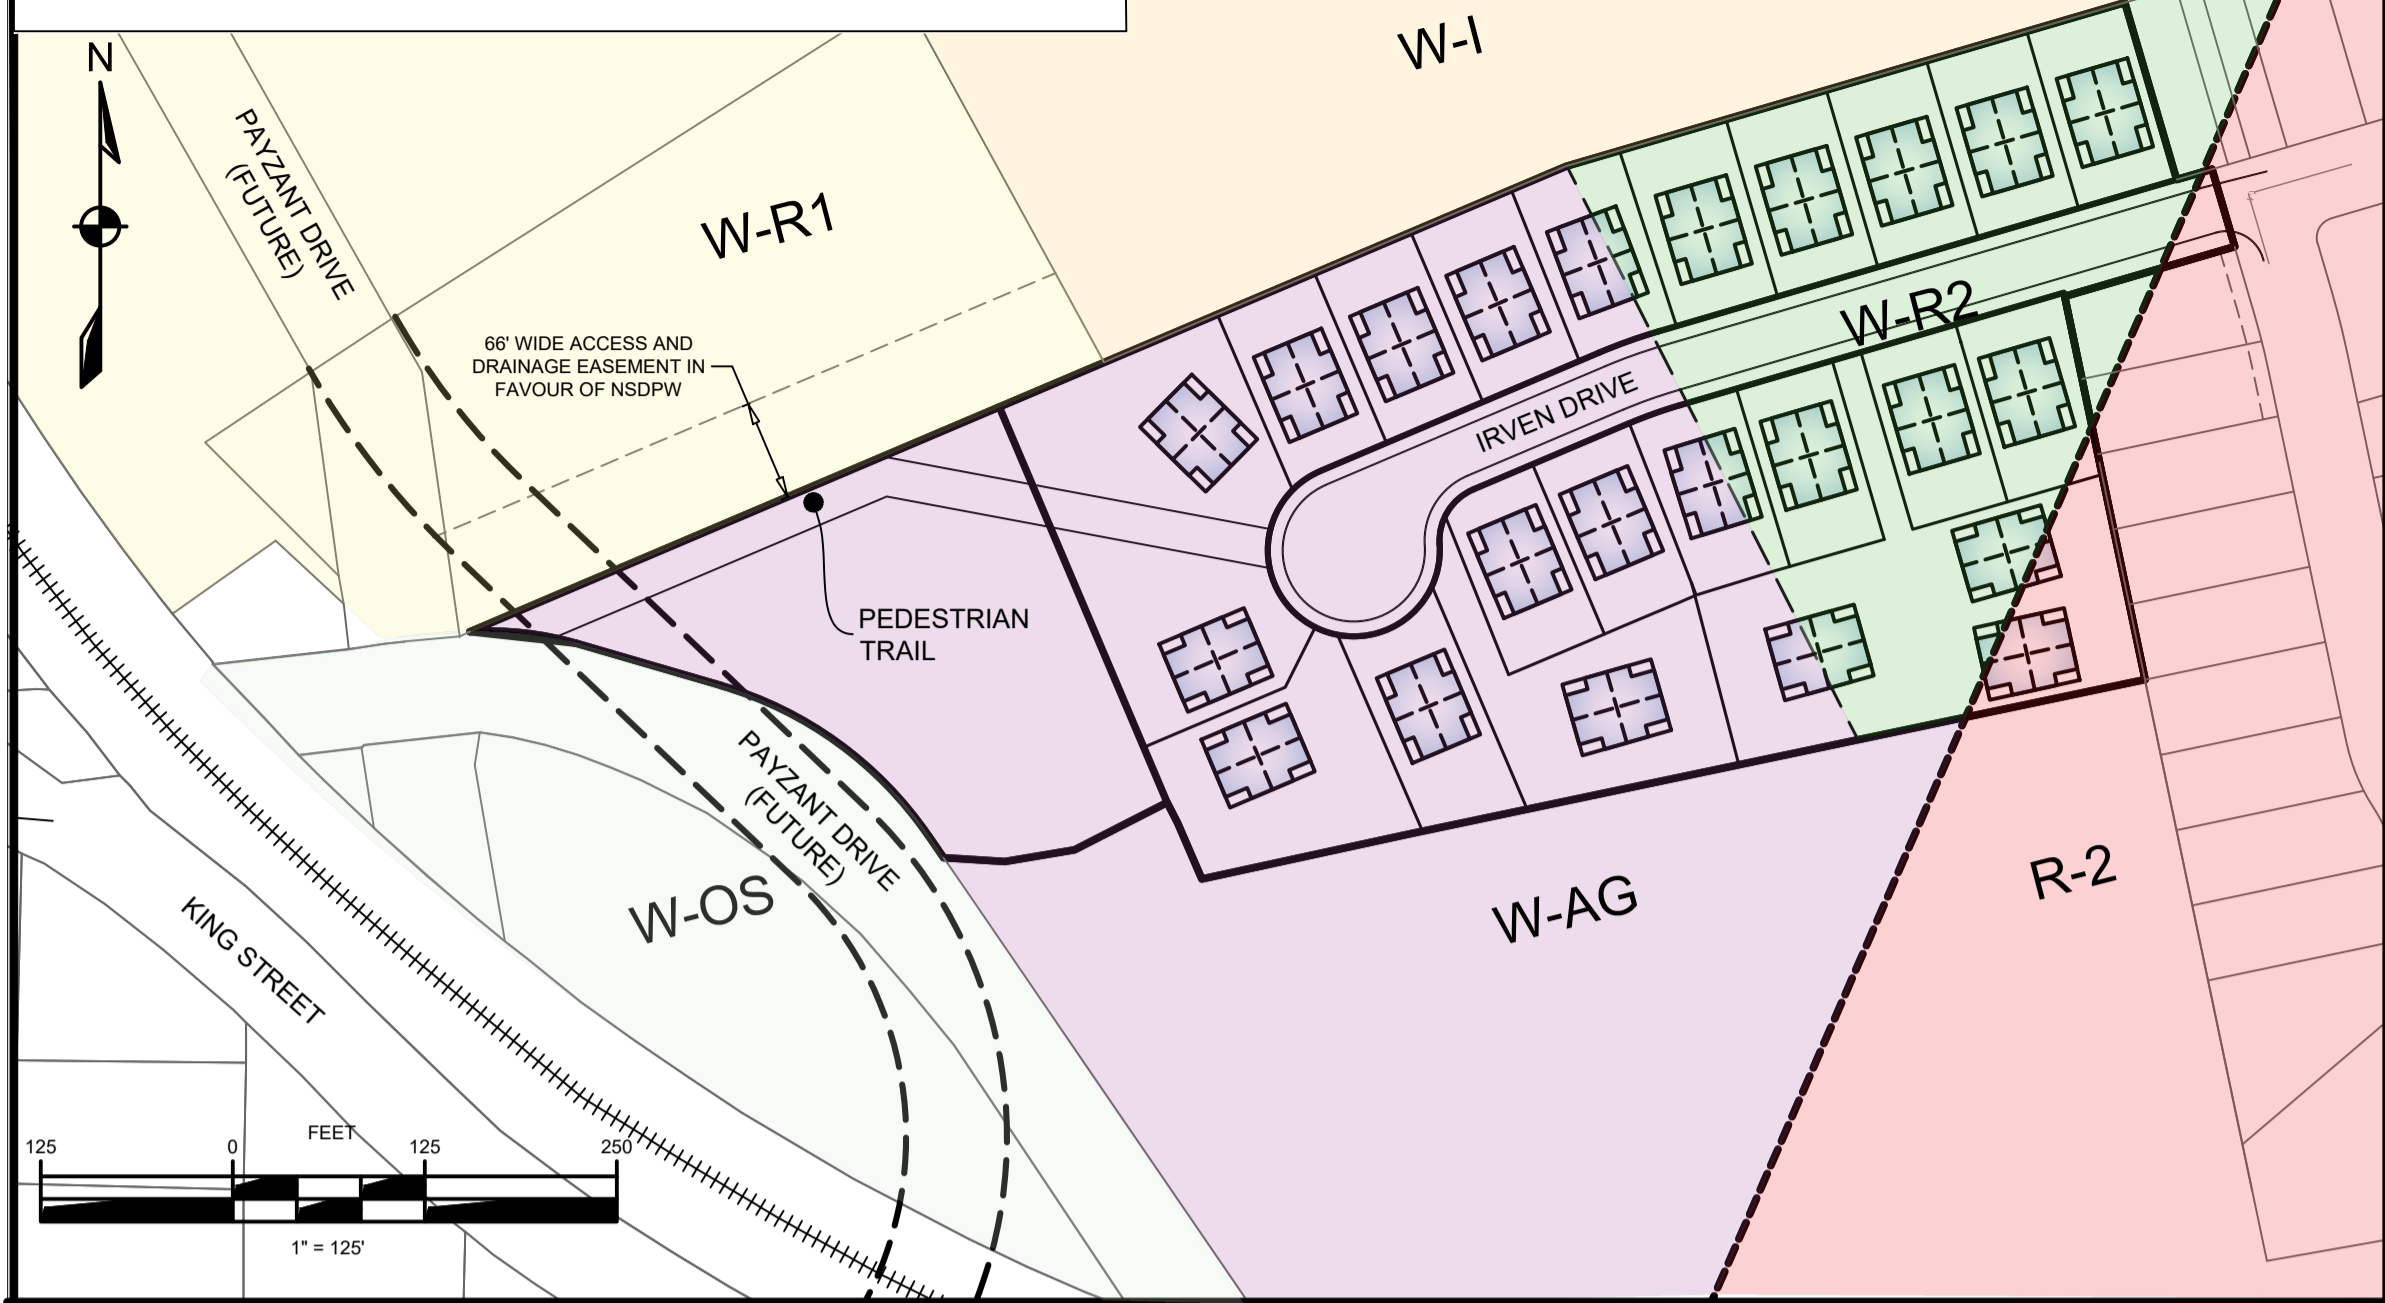 N
W-I
PAYZANT DRIVE
(FUTURE)
W-R1
66' WIDE ACCESS AND
DRAINAGE EASEMENT IN
FAVOUR OF NSDPW
W-R2
IRVEN DRIVE
PEDESTRIAN
TRAIL
PAYZANT DRIVE
(FUTURE)
W-OS
W-AG
R-2
KING STREET
FEET
125 0 125 250
1" = 125'